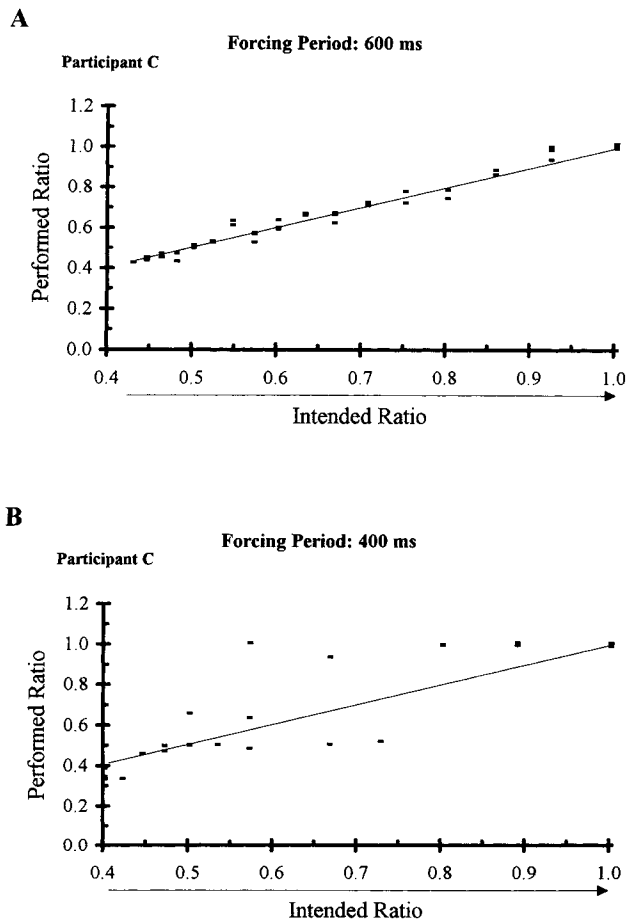 A
Forcing Period: 600 ms
Participant C
1.2
1.0
0.8
0.6
0.4
0.2
0.0
Performed Ratio
0.4 0.5 0.6 0.7 0.8 0.9 1.0
Intended Ratio
B
Forcing Period: 400 ms
Participant C
1.2
1.0
0.8
0.6
0.4
0.2
0.0
Performed Ratio
0.4 0.5 0.6 0.7 0.8 0.9 1.0
Intended Ratio